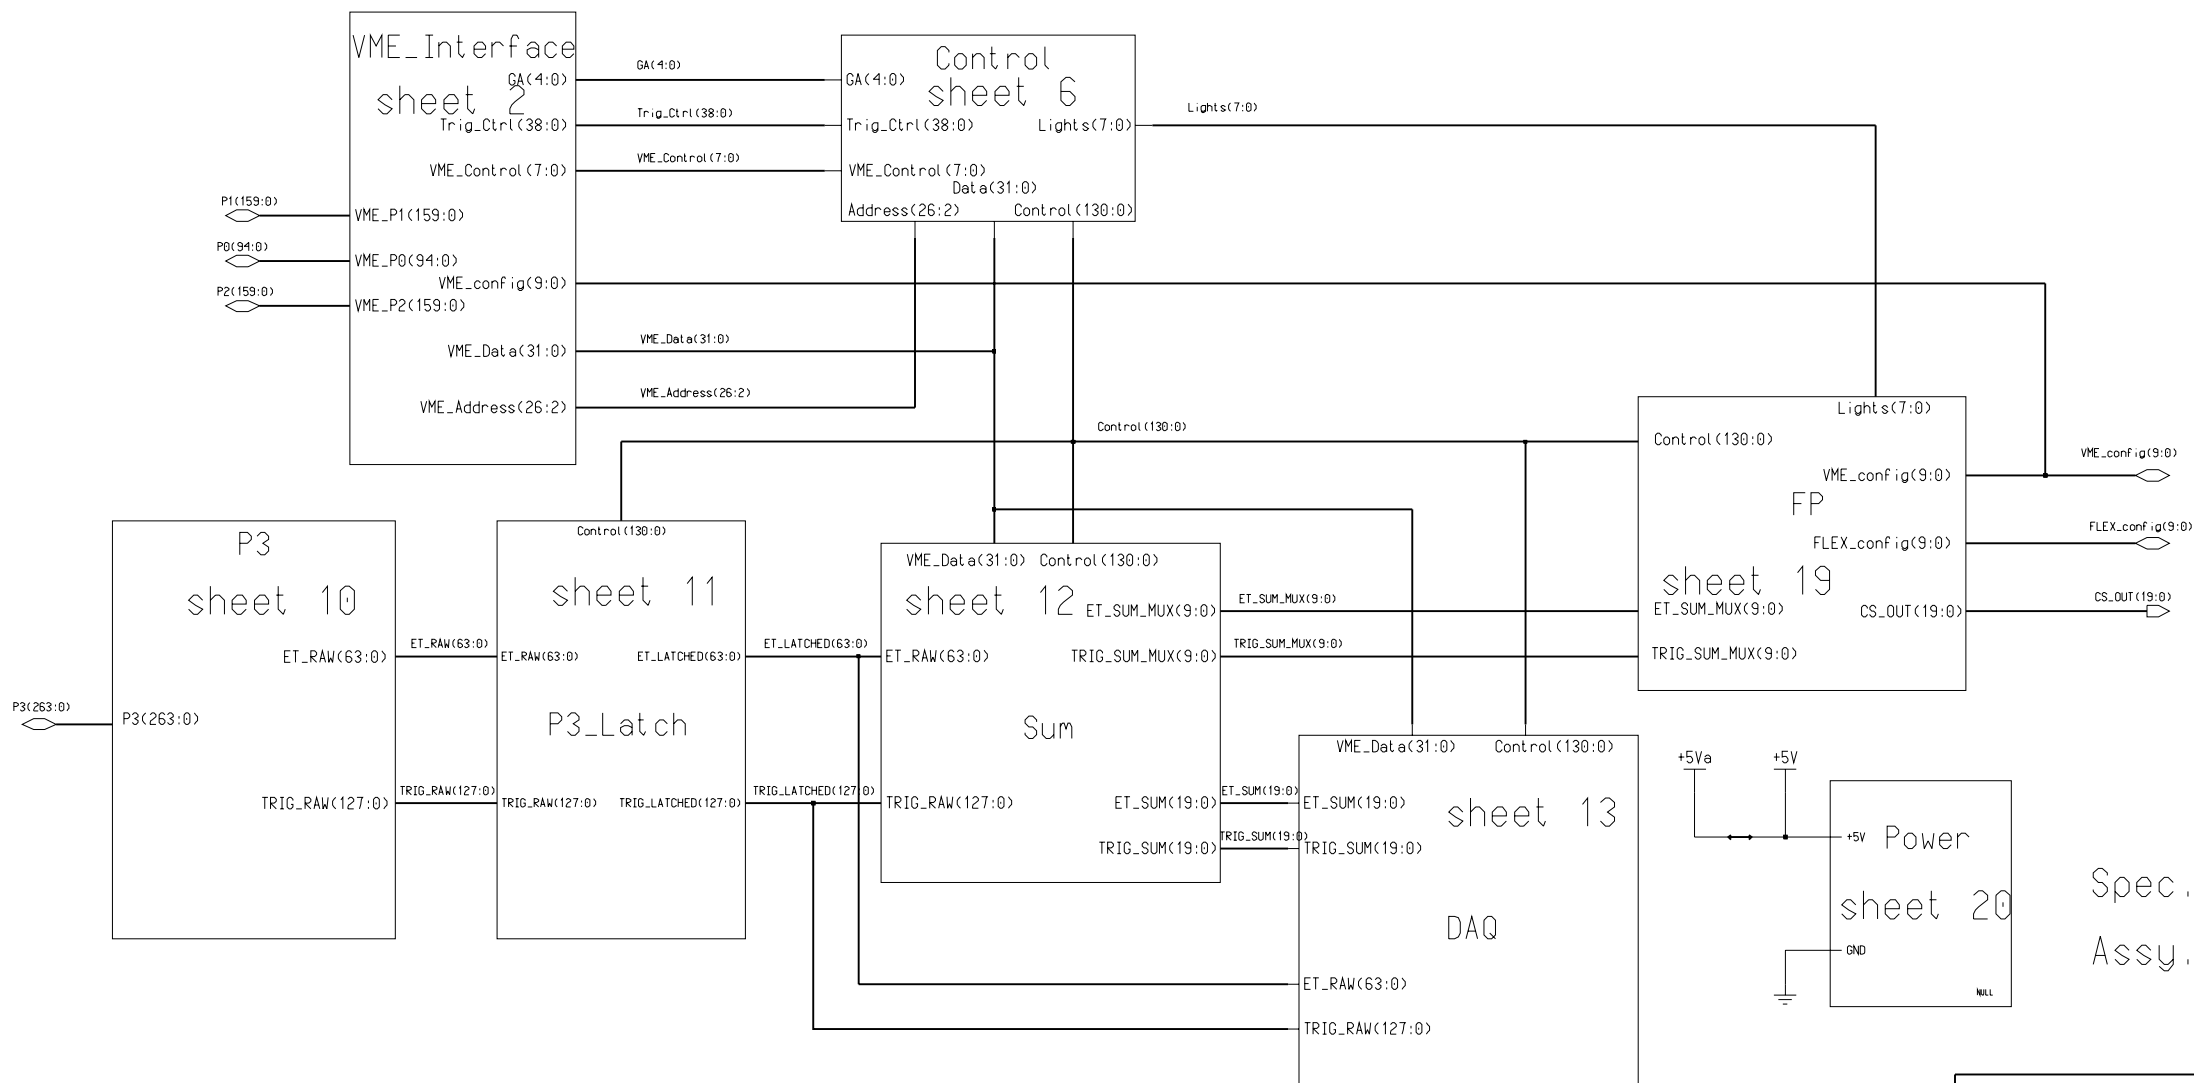 VME_Interface
sheet 2
GA(4:0)
Trig_Ctrl(38:0)
VME_Control(7:0)
VME_P1(159:0)
VME_P0(94:0)
VME_config(9:0)
VME_P2(159:0)
VME_Data(31:0)
VME_Address(26:2)
P1(159:0)
P0(94:0)
P2(159:0)
GA(4:0)
Trig_Ctrl(38:0)
VME_Control(7:0)
VME_Data(31:0)
VME_Address(26:2)
Control
sheet 6
GA(4:0)
Trig_Ctrl(38:0)
Lights(7:0)
VME_Control(7:0)
Data(31:0)
Address(26:2)
Control(130:0)
Lights(7:0)
Control(130:0)
Lights(7:0)
Control(130:0)
VME_config(9:0)
FP
FLEX_config(9:0)
sheet 19
ET_SUM_MUX(9:0)
CS_OUT(19:0)
TRIG_SUM_MUX(9:0)
VME_config(9:0)
FLEX_config(9:0)
CS_OUT(19:0)
P3
sheet 10
ET_RAW(63:0)
P3(263:0)
P3(263:0)
TRIG_RAW(127:0)
ET_RAW(63:0)
TRIG_RAW(127:0)
Control(130:0)
sheet 11
ET_RAW(63:0)
ET_LATCHED(63:0)
P3_Latch
TRIG_RAW(127:0)
TRIG_LATCHED(127:0)
ET_LATCHED(63:0)
TRIG_LATCHED(127:0)
VME_Data(31:0)
Control(130:0)
sheet 12
ET_SUM_MUX(9:0)
ET_RAW(63:0)
TRIG_SUM_MUX(9:0)
Sum
TRIG_RAW(127:0)
ET_SUM(19:0)
TRIG_SUM(19:0)
ET_SUM_MUX(9:0)
TRIG_SUM_MUX(9:0)
ET_SUM(19:0)
TRIG_SUM(19:0)
VME_Data(31:0)
Control(130:0)
ET_SUM(19:0)
sheet 13
TRIG_SUM(19:0)
DAQ
ET_RAW(63:0)
TRIG_RAW(127:0)
+5Va
+5V
+5V
Power
sheet 20
GND
NULL
Spec.
Assy.